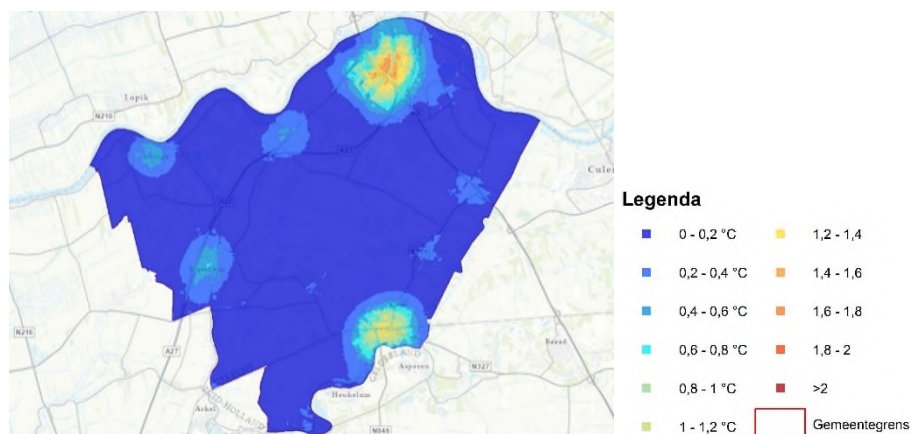 Lopik
N210
Culer
A27
N216
Beesd
N327
GELDERLAND
Asperen
Heukelum
ZUID HOLLAND
Arkel
N848
Legenda
0 - 0,2 °C
0,2 - 0,4 °C
0,4 - 0,6 °C
0,6 - 0,8 °C
0,8 - 1 °C
1 - 1,2 °C
1,2 - 1,4
1,4 - 1,6
1,6 - 1,8
1,8 - 2
>2
Gemeentegrens